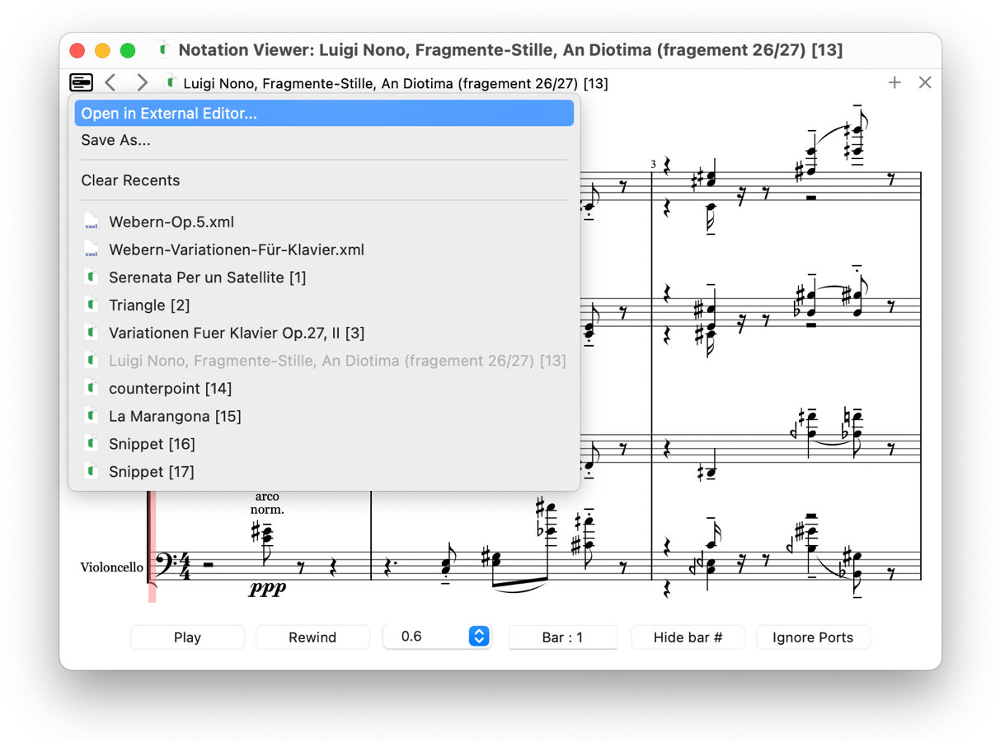 Notation Viewer: Luigi Nono, Fragmente-Stille, An Diotima (fragement 26/27) [13]
Luigi Nono, Fragmente-Stille, An Diotima (fragement 26/27) [13]
Open in External Editor...
Save As...
Clear Recents
Webern-Op.5.xml
Webern-Variationen-Für-Klavier.xml
Serenata Per un Satellite [1]
Triangle [2]
Variationen Fuer Klavier Op.27, II [3]
Luigi Nono, Fragmente-Stille, An Diotima (fragement 26/27) [13]
counterpoint [14]
La Marangona [15]
Snippet [16]
Snippet [17]
3
arco
norm.
Violoncello
4
4
ppp
Play Rewind 0.6 Bar : 1 Hide bar # Ignore Ports